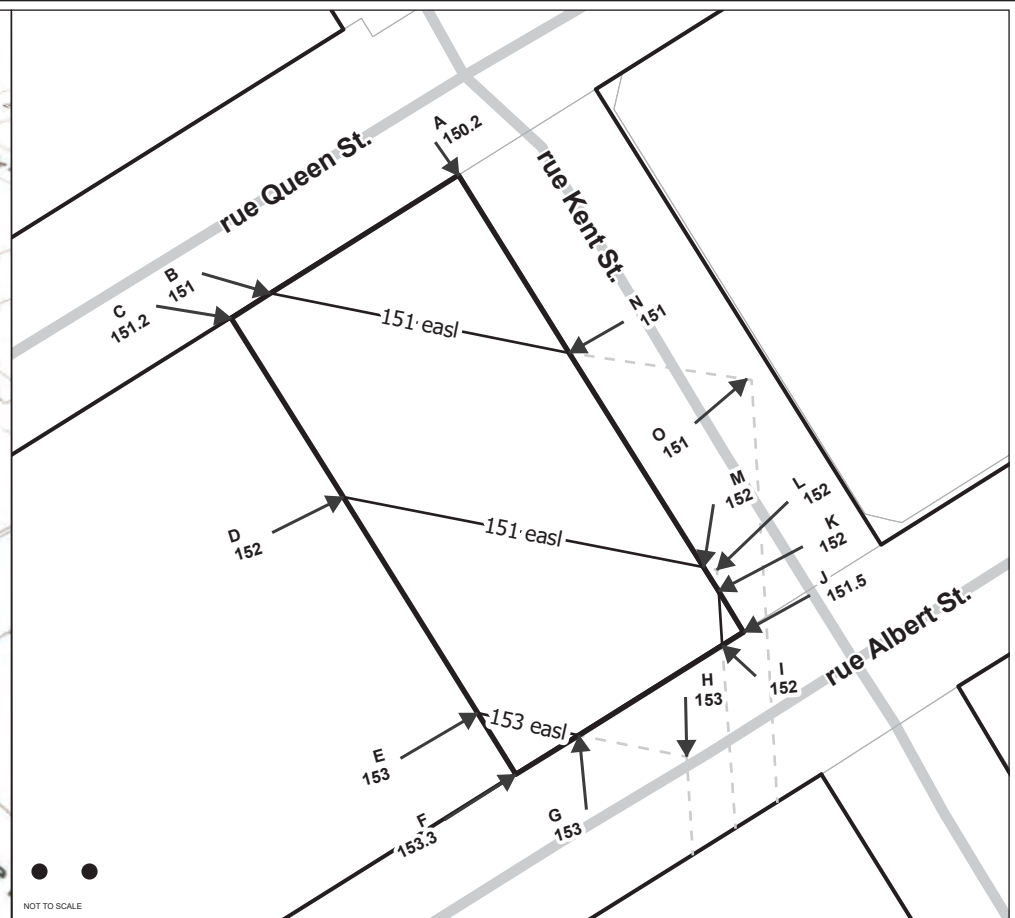 A
150.2
rue Queen St.
rue Kent St.
B
151
C
151.2
151 easl
N
151
O
151
M
152
L
152
K
152
D
152
151 easl
J
151.5
rue Albert St.
I
152
H
153
153 easl
E
153
G
153
F
153.3
NOT TO SCALE